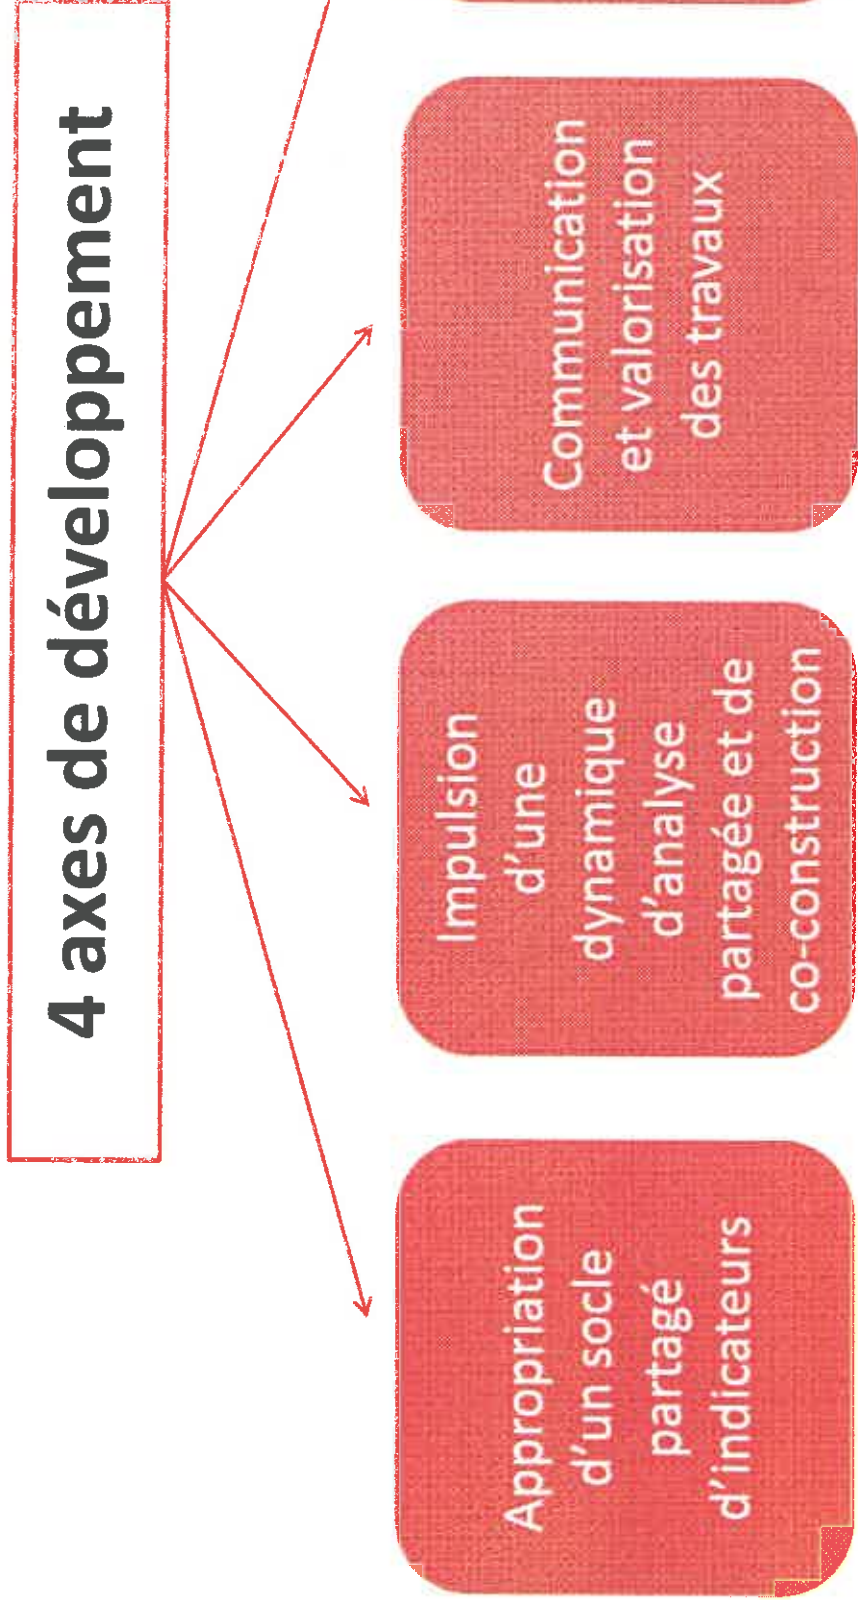 4 axes de développement
Appropriation
d'un socle
partagé
d'indicateurs
Impulsion
d'une
dynamique
d'analyse
partagée et de
co-construction
Communication
et valorisation
des travaux